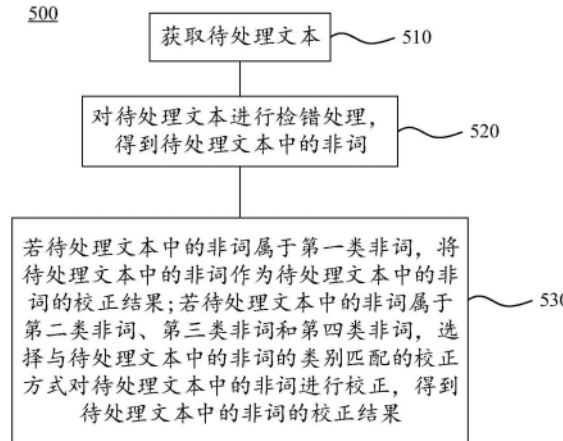 500
获取待处理文本
510
对待处理文本进行检错处理,
得到待处理文本中的非词
520
若待处理文本中的非词属于第一类非词, 将
待处理文本中的非词作为待处理文本中的非
词的校正结果;若待处理文本中的非词属于
第二类非词、第三类非词和第四类非词, 选
择与待处理文本中的非词的类别匹配的校正
方式对待处理文本中的非词进行校正, 得到
待处理文本中的非词的校正结果
530